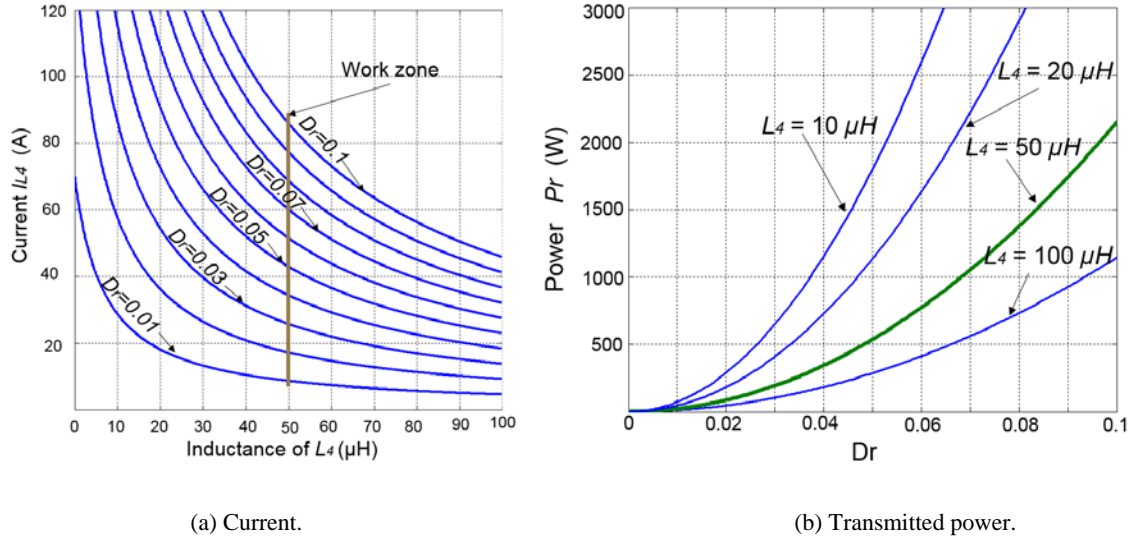 120
100
80
60
40
20
0 10 20 30 40 50 60 70 80 90 100
Current IL4 (A)
Inductance of L4 (µH)
Work zone
Dr=0.1
Dr=0.07
Dr=0.05
Dr=0.03
Dr=0.01
3000
2500
2000
1500
1000
500
0 0.02 0.04 0.06 0.08 0.1
Power Pr (W)
Dr
L4 = 10 µH
L4 = 20 µH
L4 = 50 µH
L4 = 100 µH
(a) Current.
(b) Transmitted power.